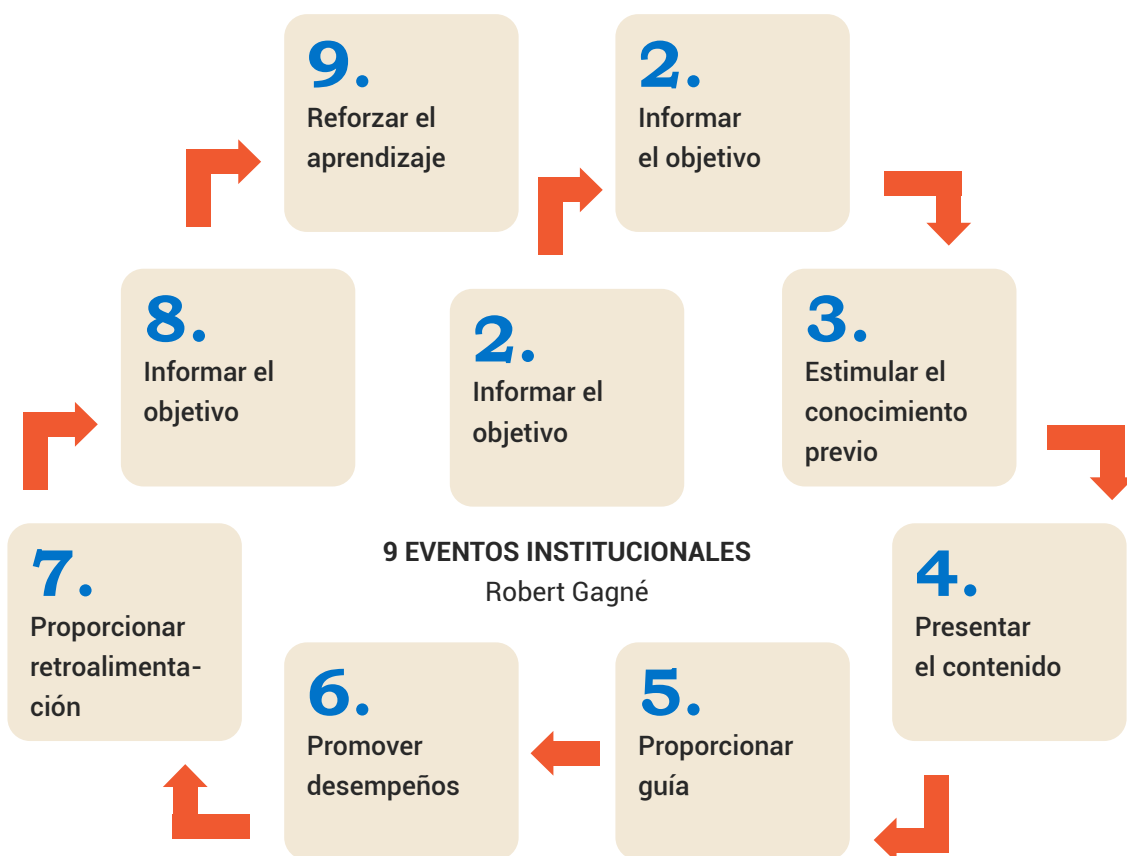 9.
Reforzar el
aprendizaje
2.
Informar
el objetivo
8.
Informar el
objetivo
2.
Informar el
objetivo
3.
Estimular el
conocimiento
previo
9 EVENTOS INSTITUCIONALES
Robert Gagné
7.
Proporcionar
retroalimenta-
ción
4.
Presentar
el contenido
6.
Promover
desempeños
5.
Proporcionar
guía